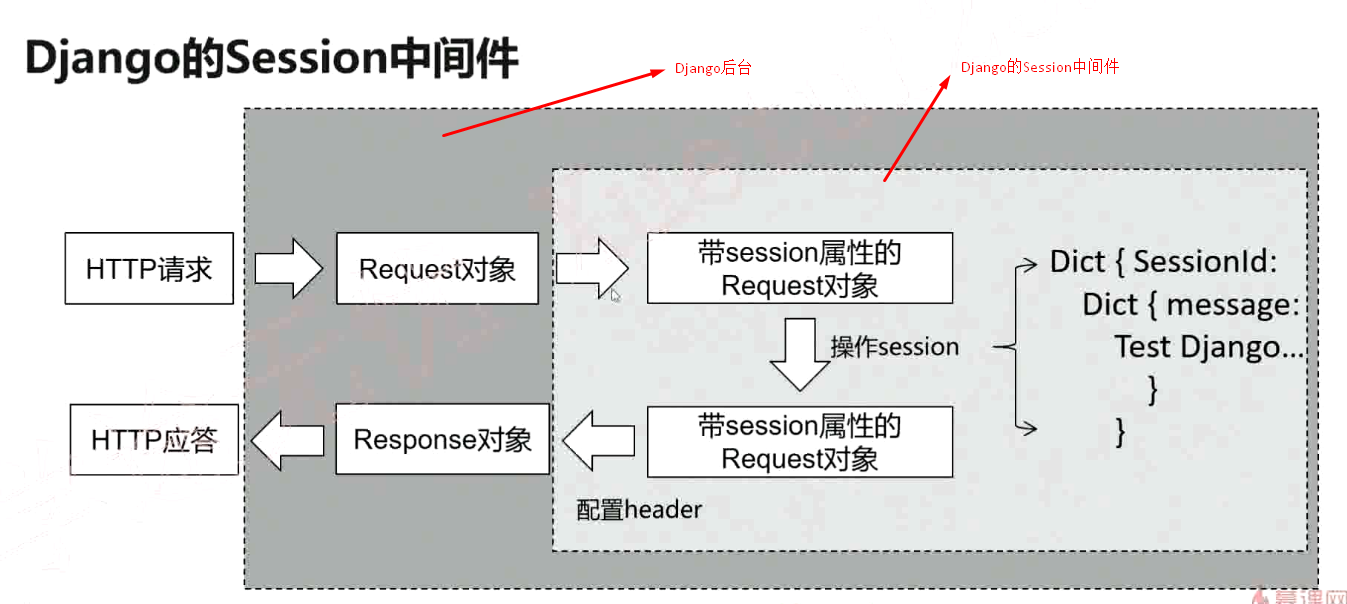 Django的Session中间件
Django后台
Django的Session中间件
HTTP请求
Request对象
带session属性的
Request对象
操作session
Dict { SessionId:
Dict { message:
Test Django...
}
}
HTTP应答
Response对象
带session属性的
Request对象
配置header
慕课网